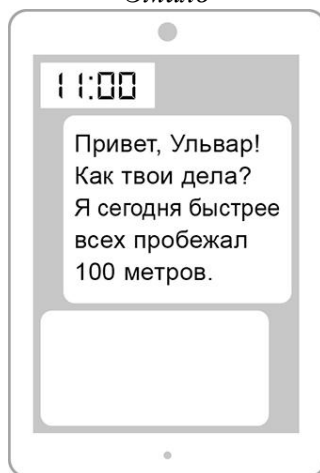 11:00
Привет, Ульвар!
Как твои дела?
Я сегодня быстрее
всех пробежал
100 метров.